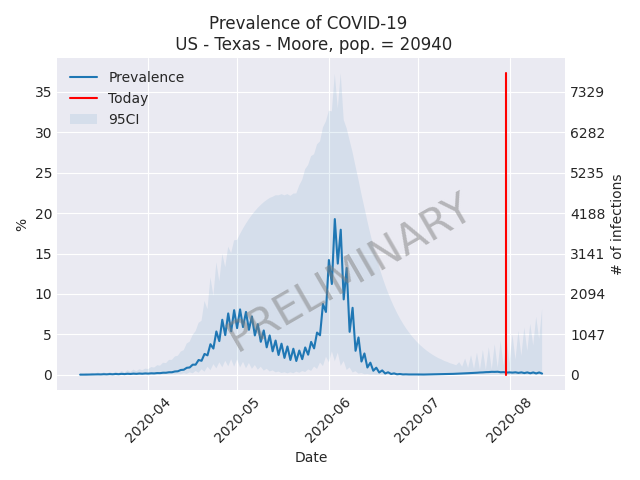 Prevalence of COVID-19
US - Texas - Moore, pop. = 20940
Prevalence
Today
95CI
35
30
25
20
15
10
5
0
%
7329
6282
5235
4188
3141
2094
1047
0
# of infections
PRELIMINARY
2020-04
2020-05
2020-06
2020-07
2020-08
Date